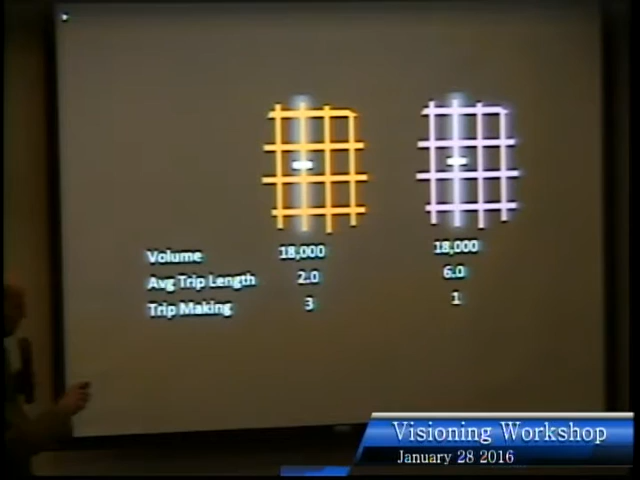 Volume 18,000 18,000
Avg Trip Length 2.0 6.0
Trip Making 3 1
Visioning Workshop
January 28 2016